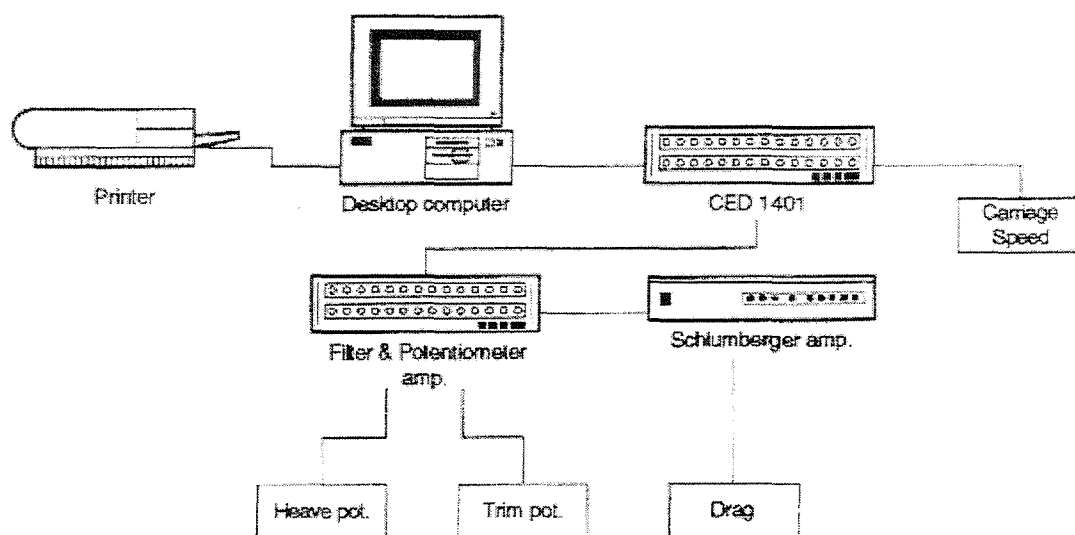 Printer
Desktop computer
CED 1401
Carriage
Speed
Filter & Potentiometer
amp.
Schlumberger amp.
Heave pot.
Trim pot.
Drag